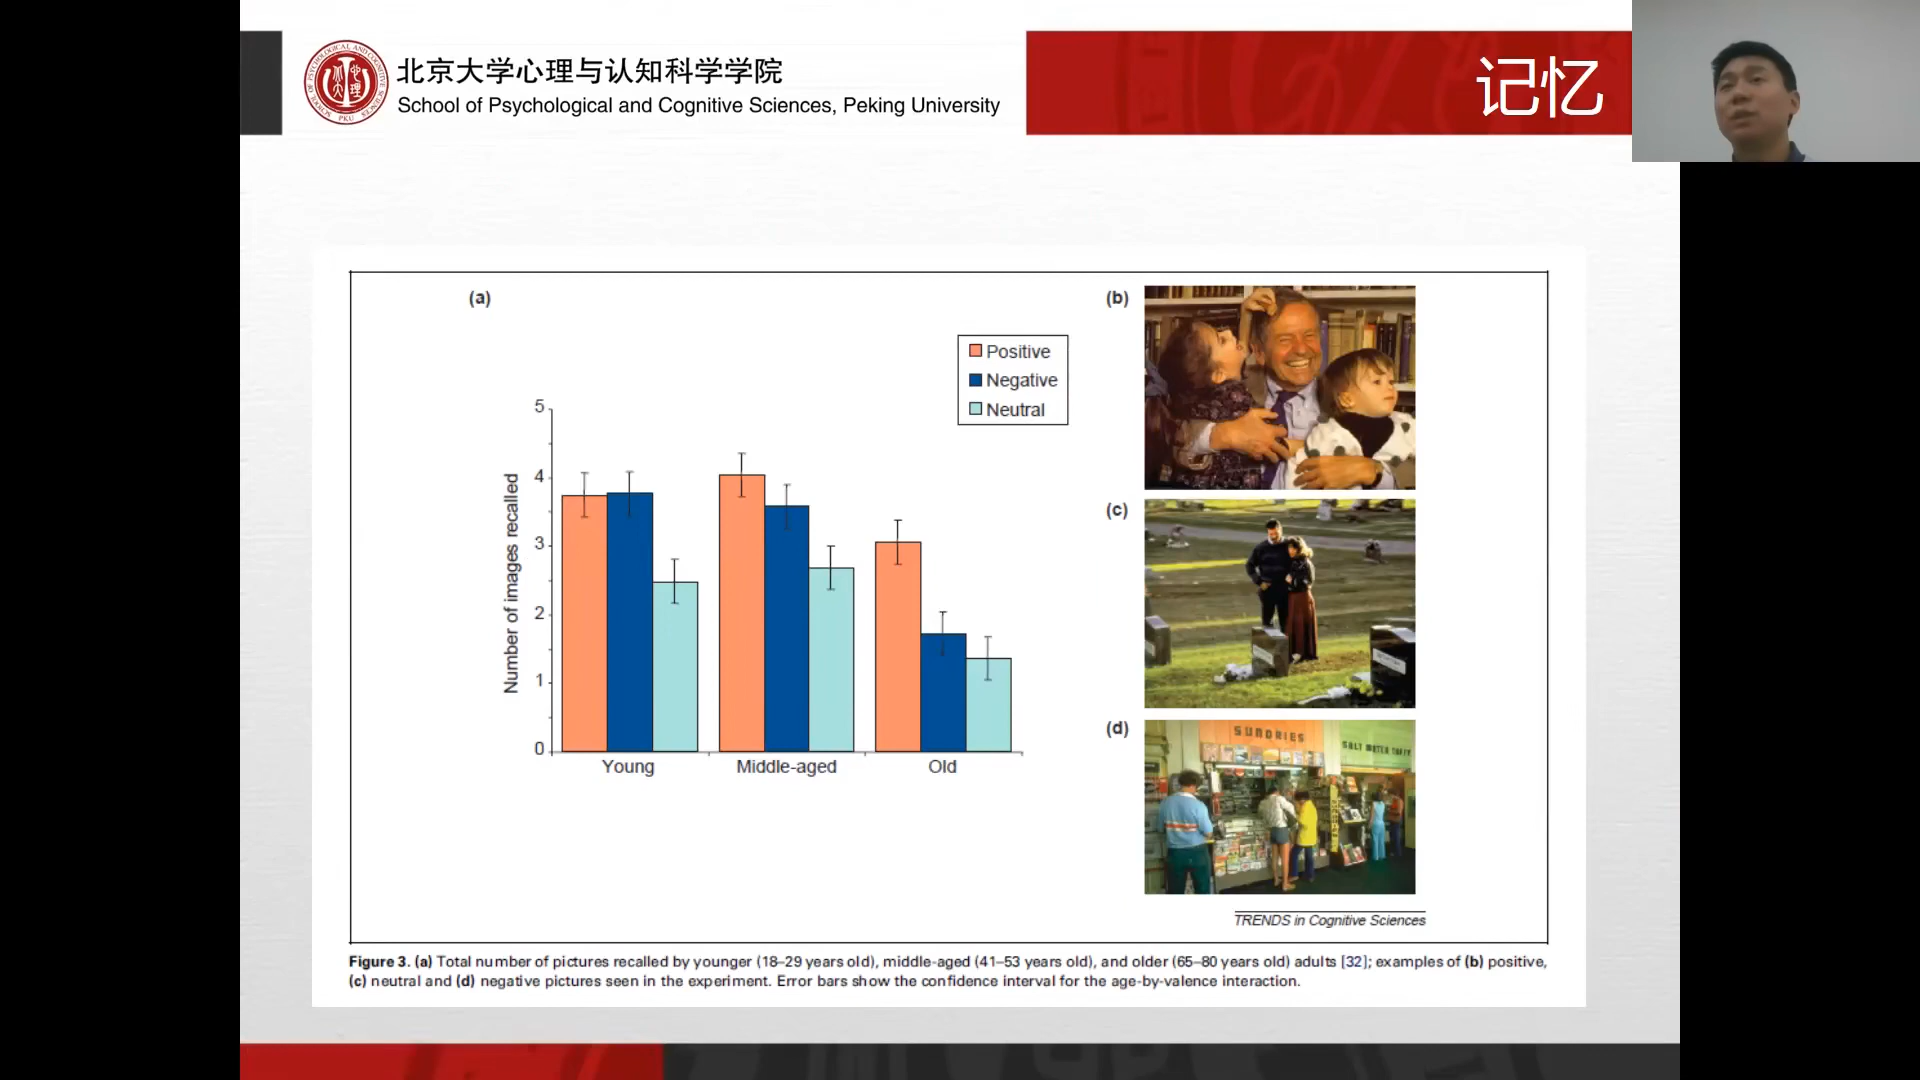 北京大学心理与认知科学学院
School of Psychological and Cognitive Sciences, Peking University
记忆
(a)
Positive
Negative
Neutral
Number of images recalled
5
4
3
2
1
0
Young
Middle-aged
Old
(b)
(c)
(d)
SUNDRIES
SALT WATER TAFFY
TRENDS in Cognitive Sciences
Figure 3. (a) Total number of pictures recalled by younger (18–29 years old), middle-aged (41–53 years old), and older (65–80 years old) adults [32]; examples of (b) positive,
(c) neutral and (d) negative pictures seen in the experiment. Error bars show the confidence interval for the age-by-valence interaction.